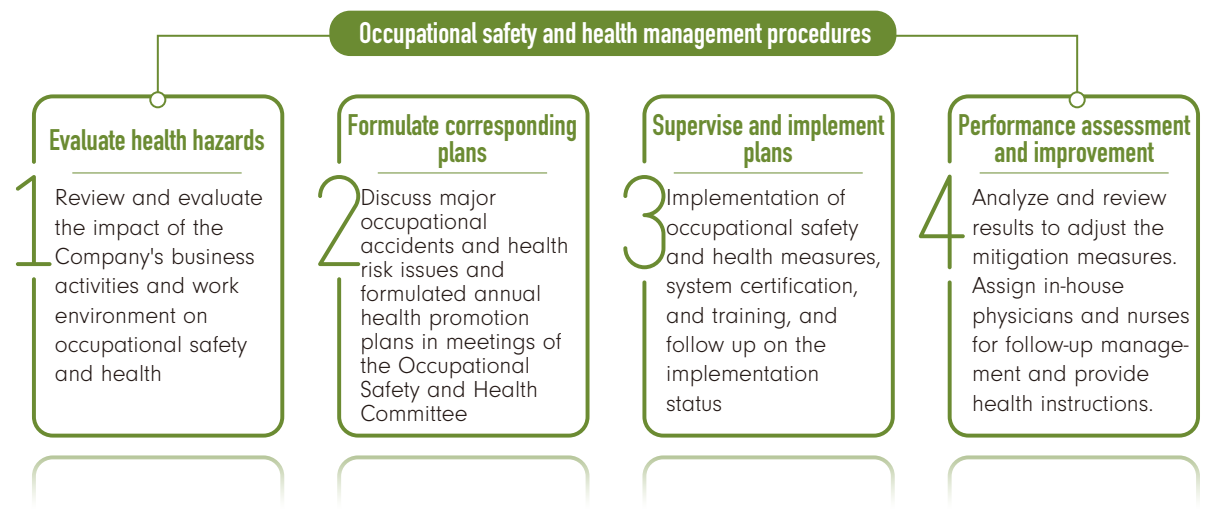 Occupational safety and health management procedures
Evaluate health hazards
1
Review and evaluate
the impact of the
Company's business
activities and work
environment on
occupational safety
and health
Formulate corresponding
plans
2
Discuss major
occupational
accidents and health
risk issues and
formulated annual
health promotion
plans in meetings of
the Occupational
Safety and Health
Committee
Supervise and implement
plans
3
Implementation of
occupational safety
and health measures,
system certification,
and training, and
follow up on the
implementation
status
Performance assessment
and improvement
4
Analyze and review
results to adjust the
mitigation measures.
Assign in-house
physicians and nurses
for follow-up manage-
ment and provide
health instructions.